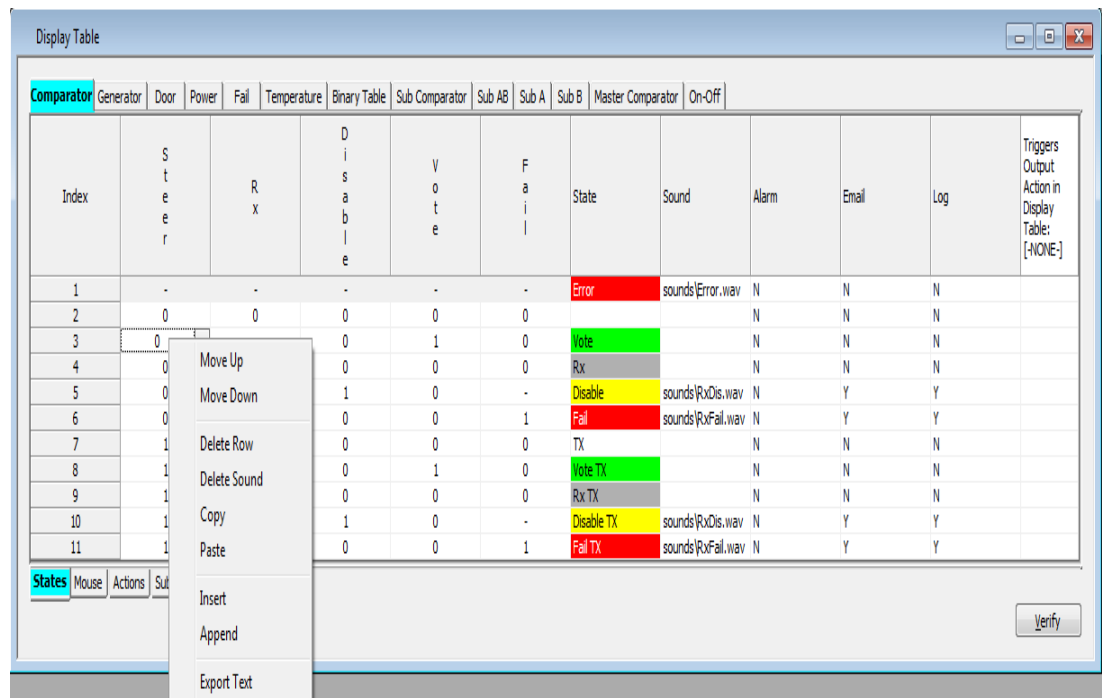 Display Table
Comparator Generator Door Power Fail Temperature Binary Table Sub Comparator Sub AB Sub A Sub B Master Comparator On-Off
Index Steer Rx Disable Vote Fail State Sound Alarm Email Log Triggers
Output
Action in
Display
Table:
[-NONE-]
1 - - - - - Error sounds\Error.wav N N N
2 0 0 0 0 0 N N N
3 0 0 1 0 Vote N N N
4 0 0 0 0 Rx N N N
5 0 1 0 - Disable sounds\RxDis.wav N Y Y
6 0 0 0 1 Fail sounds\RxFail.wav N Y Y
7 1 0 0 0 TX N N N
8 1 0 1 0 Vote TX N N N
9 1 0 0 0 Rx TX N N N
10 1 1 0 - Disable TX sounds\RxDis.wav N Y Y
11 1 0 0 1 Fail TX sounds\RxFail.wav N Y Y
Move Up
Move Down
Delete Row
Delete Sound
Copy
Paste
Insert
Append
Export Text
States Mouse Actions
Verify